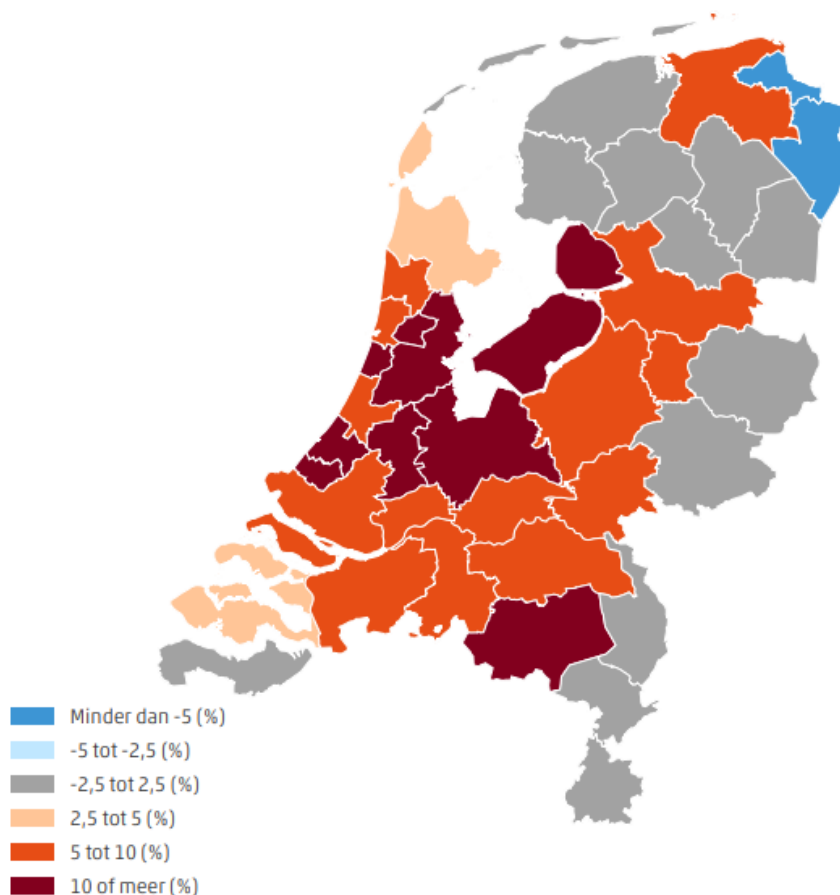 Minder dan -5 (%)
-5 tot -2,5 (%)
-2,5 tot 2,5 (%)
2,5 tot 5 (%)
5 tot 10 (%)
10 of meer (%)